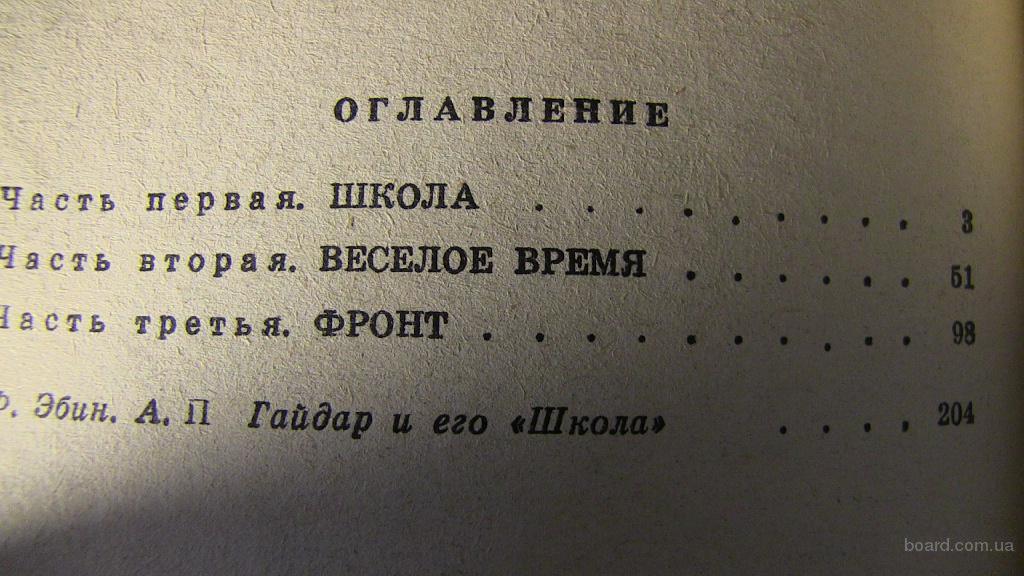 ОГЛАВЛЕНИЕ
Часть первая. ШКОЛА . . . . . . . . . 3
Часть вторая. ВЕСЕЛОЕ ВРЕМЯ . . . . . . 51
Часть третья. ФРОНТ . . . . . . . . . . 98
Ф. Эбин. А. П Гайдар и его «Школа» . . . . 204
board.com.ua